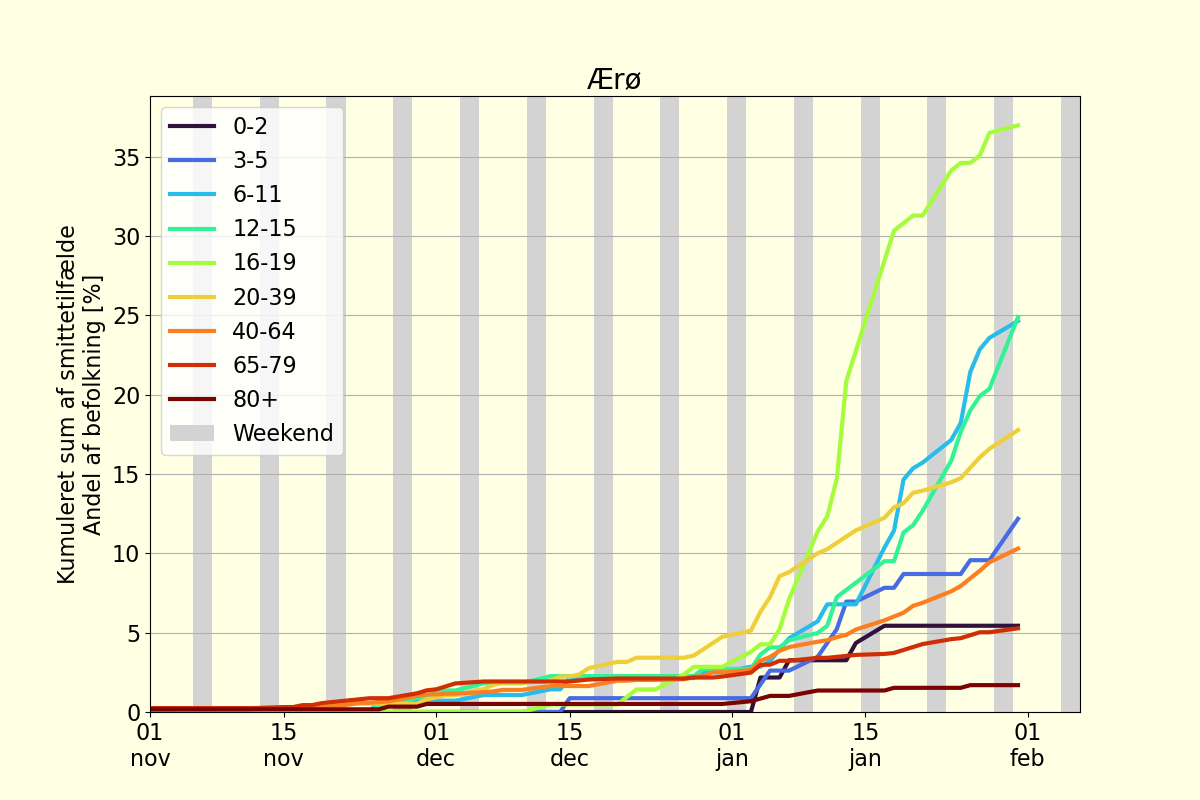 Ærø
Kumuleret sum af smittetilfælde
Andel af befolkning [%]
35
30
25
20
15
10
5
0
0-2
3-5
6-11
12-15
16-19
20-39
40-64
65-79
80+
Weekend
01 15 01 15 01 15 01
nov nov dec dec jan jan feb